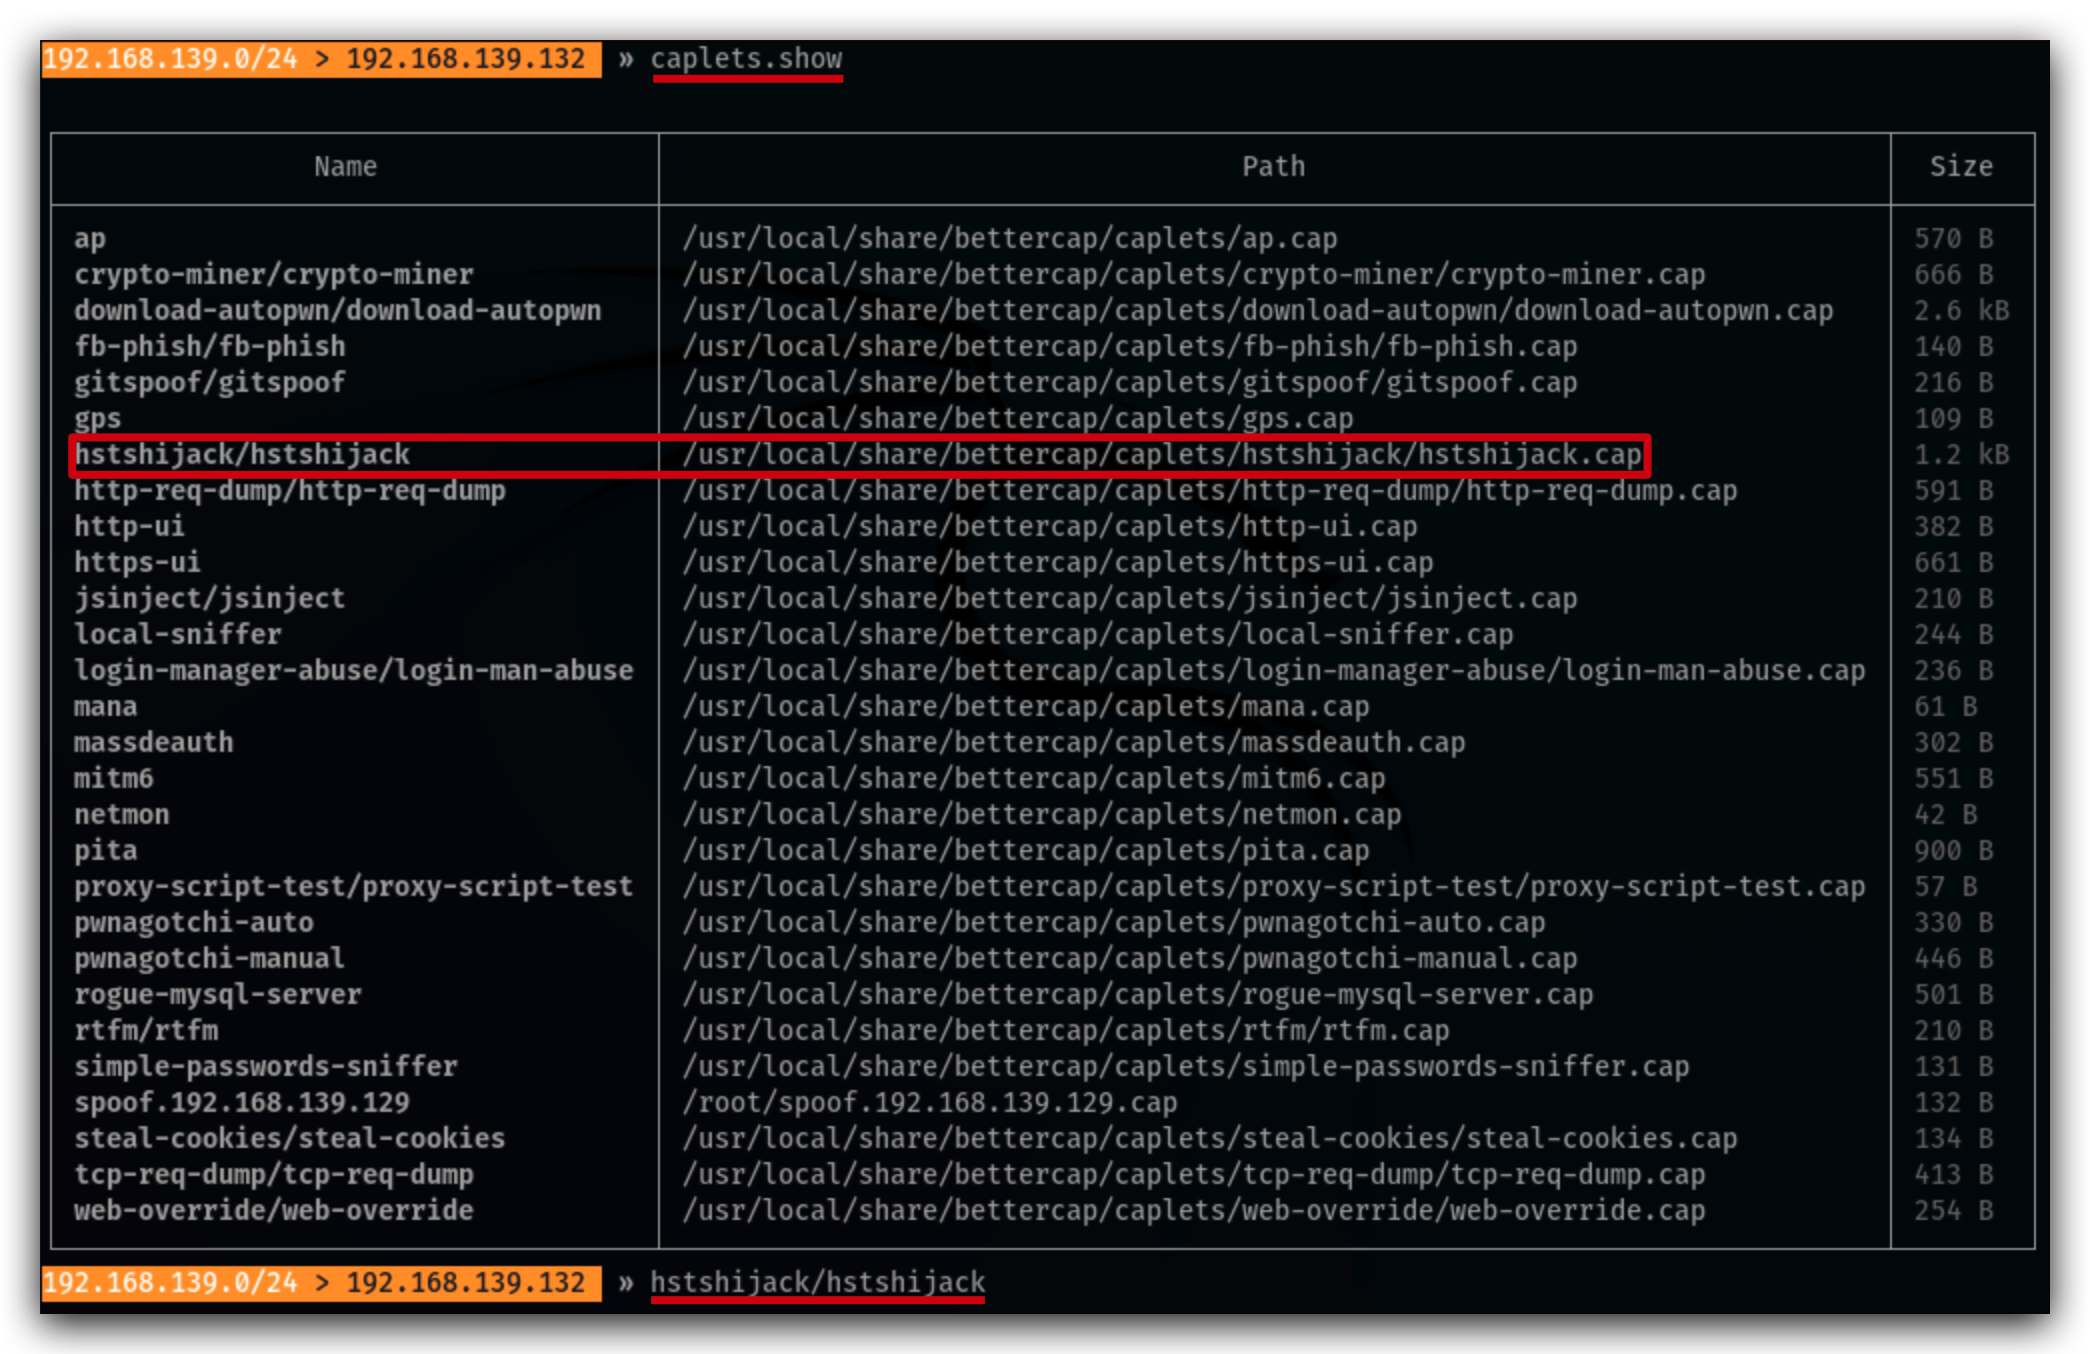 192.168.139.0/24 > 192.168.139.132 » caplets.show
Name Path Size
ap /usr/local/share/bettercap/caplets/ap.cap 570 B
crypto-miner/crypto-miner /usr/local/share/bettercap/caplets/crypto-miner/crypto-miner.cap 666 B
download-autopwn/download-autopwn /usr/local/share/bettercap/caplets/download-autopwn/download-autopwn.cap 2.6 kB
fb-phish/fb-phish /usr/local/share/bettercap/caplets/fb-phish/fb-phish.cap 140 B
gitspoof/gitspoof /usr/local/share/bettercap/caplets/gitspoof/gitspoof.cap 216 B
gps /usr/local/share/bettercap/caplets/gps.cap 109 B
hstshijack/hstshijack /usr/local/share/bettercap/caplets/hstshijack/hstshijack.cap 1.2 kB
http-req-dump/http-req-dump /usr/local/share/bettercap/caplets/http-req-dump/http-req-dump.cap 591 B
http-ui /usr/local/share/bettercap/caplets/http-ui.cap 382 B
https-ui /usr/local/share/bettercap/caplets/https-ui.cap 661 B
jsinject/jsinject /usr/local/share/bettercap/caplets/jsinject/jsinject.cap 210 B
local-sniffer /usr/local/share/bettercap/caplets/local-sniffer.cap 244 B
login-manager-abuse/login-man-abuse /usr/local/share/bettercap/caplets/login-manager-abuse/login-man-abuse.cap 236 B
mana /usr/local/share/bettercap/caplets/mana.cap 61 B
massdeauth /usr/local/share/bettercap/caplets/massdeauth.cap 302 B
mitm6 /usr/local/share/bettercap/caplets/mitm6.cap 551 B
netmon /usr/local/share/bettercap/caplets/netmon.cap 42 B
pita /usr/local/share/bettercap/caplets/pita.cap 900 B
proxy-script-test/proxy-script-test /usr/local/share/bettercap/caplets/proxy-script-test/proxy-script-test.cap 57 B
pwnagotchi-auto /usr/local/share/bettercap/caplets/pwnagotchi-auto.cap 330 B
pwnagotchi-manual /usr/local/share/bettercap/caplets/pwnagotchi-manual.cap 446 B
rogue-mysql-server /usr/local/share/bettercap/caplets/rogue-mysql-server.cap 501 B
rtfm/rtfm /usr/local/share/bettercap/caplets/rtfm/rtfm.cap 210 B
simple-passwords-sniffer /usr/local/share/bettercap/caplets/simple-passwords-sniffer.cap 131 B
spoof.192.168.139.129 /root/spoof.192.168.139.129.cap 132 B
steal-cookies/steal-cookies /usr/local/share/bettercap/caplets/steal-cookies/steal-cookies.cap 134 B
tcp-req-dump/tcp-req-dump /usr/local/share/bettercap/caplets/tcp-req-dump/tcp-req-dump.cap 413 B
web-override/web-override /usr/local/share/bettercap/caplets/web-override/web-override.cap 254 B
192.168.139.0/24 > 192.168.139.132 » hstshijack/hstshijack